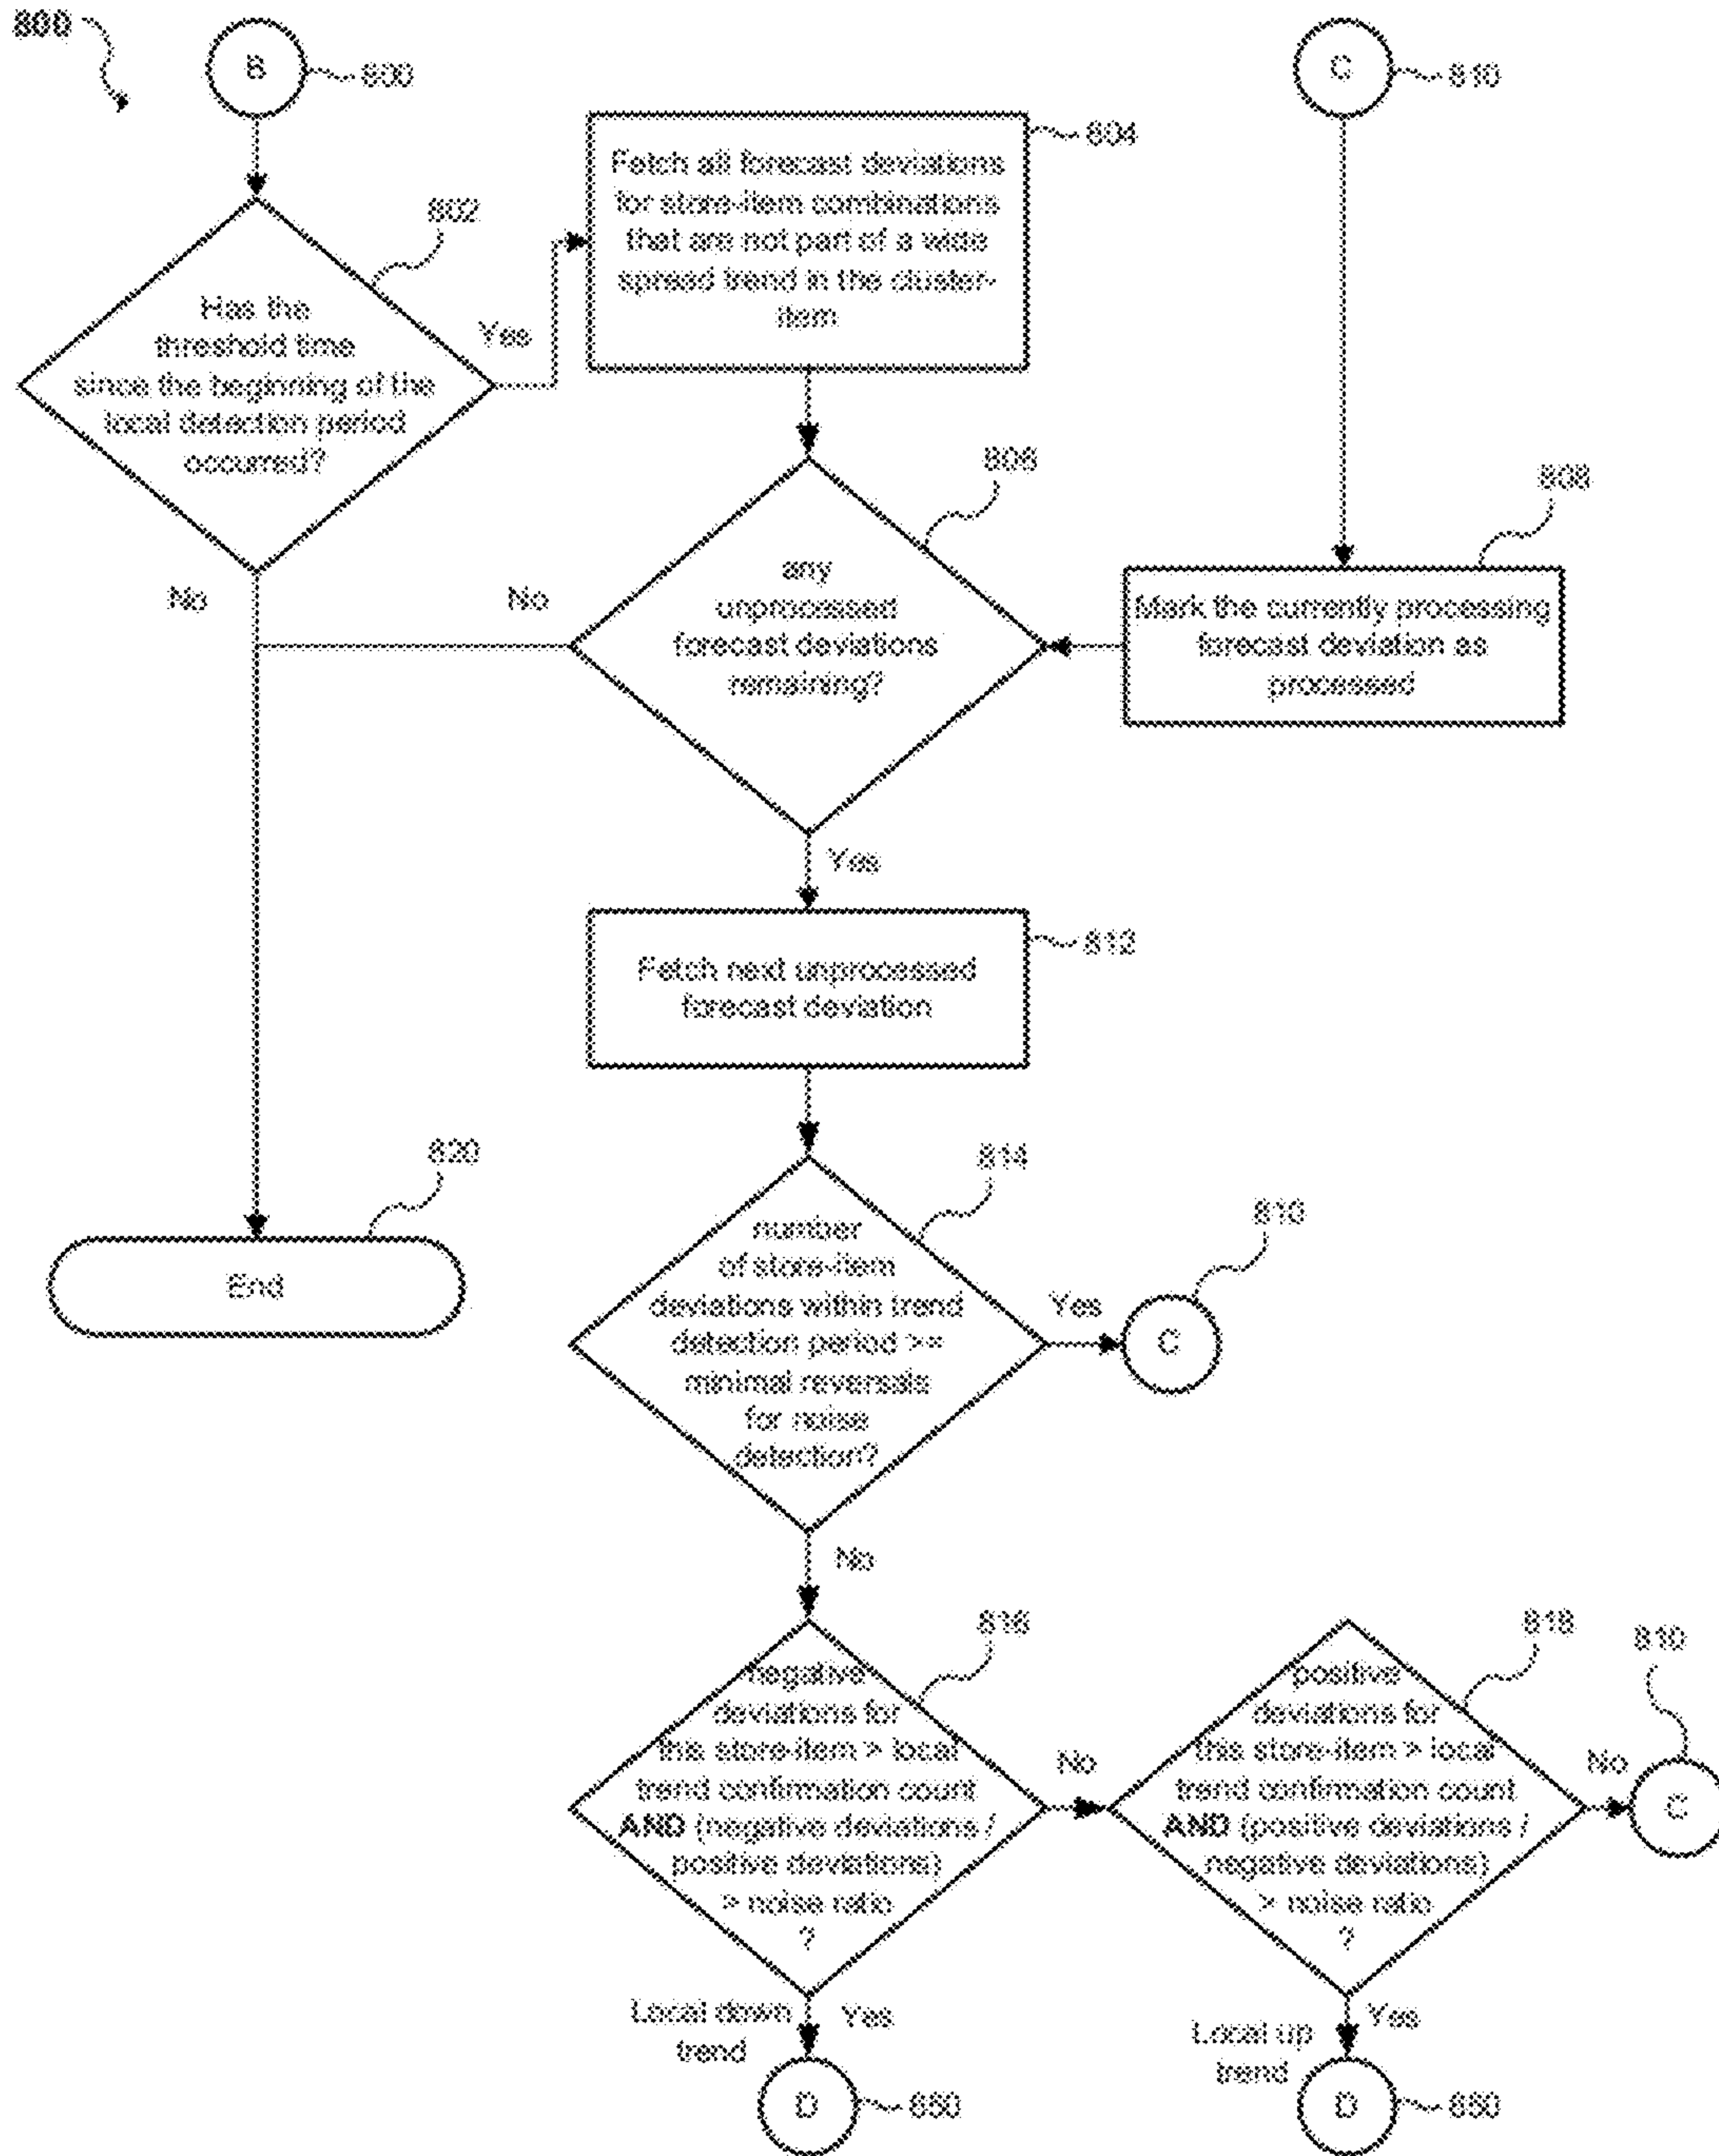 800
B
800
C
810
804
Fetch all forecast deviations
for store-item combinations
that are not part of a wide
spread trend in the cluster-
item
802
Has the
threshold time
since the beginning of the
local detection period
occurred?
Yes
No
806
any
unprocessed
forecast deviations
remaining?
No
808
Mark the currently processing
forecast deviation as
processed
Yes
812
Fetch next unprocessed
forecast deviation
820
End
814
number
of store-item
deviations within trend
detection period >=
minimal reversals
for noise
detection?
Yes
810
C
No
816
negative
deviations for
this store-item > local
trend confirmation count
AND (negative deviations /
positive deviations)
> noise ratio
?
No
818
positive
deviations for
this store-item > local
trend confirmation count
AND (positive deviations /
negative deviations)
> noise ratio
?
No
810
C
Local down
trend
Yes
D
650
Local up
trend
Yes
D
650